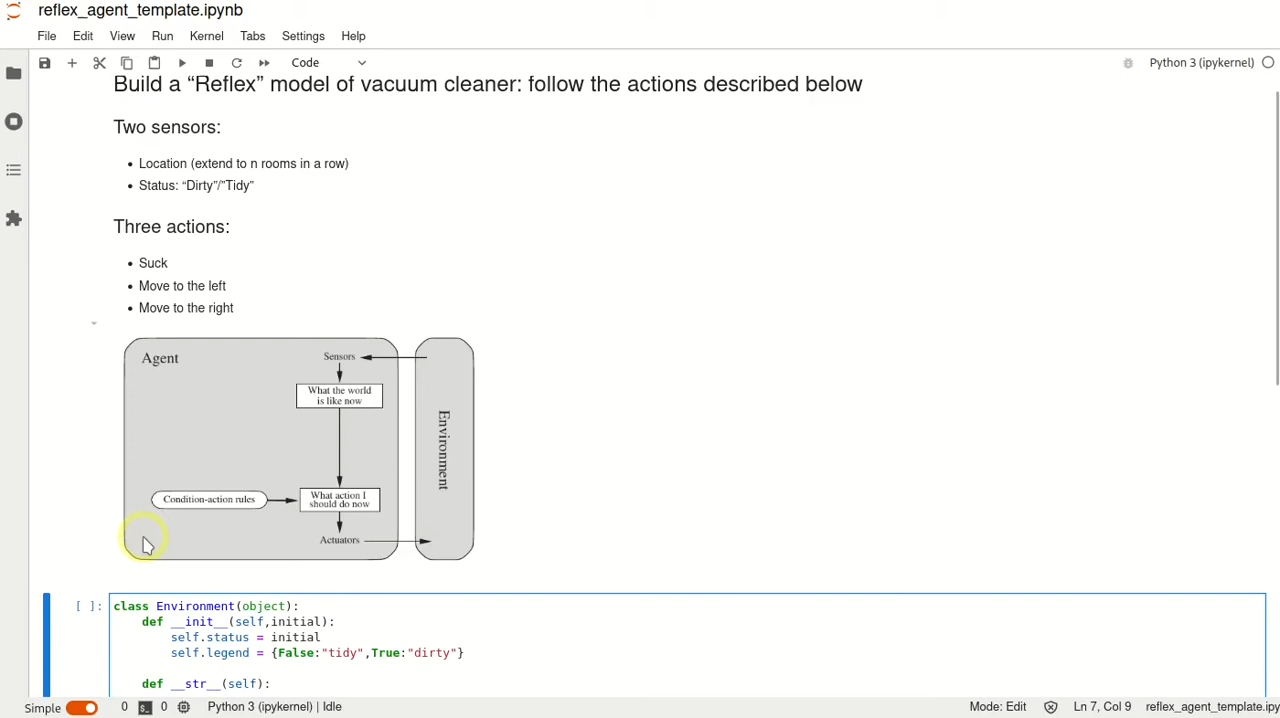 reflex_agent_template.ipynb
File Edit View Run Kernel Tabs Settings Help
Code Python 3 (ipykernel)
Build a “Reflex” model of vacuum cleaner: follow the actions described below
Two sensors:
• Location (extend to n rooms in a row)
• Status: “Dirty”/”Tidy”
Three actions:
• Suck
• Move to the left
• Move to the right
Agent
Sensors
What the world
is like now
Environment
Condition-action rules
What action I
should do now
Actuators
[ ]: class Environment(object):
def __init__(self,initial):
self.status = initial
self.legend = {False:"tidy",True:"dirty"}
def __str__(self):
Simple 0 $_ 0 Python 3 (ipykernel) | Idle Mode: Edit Ln 7, Col 9 reflex_agent_template.ipy